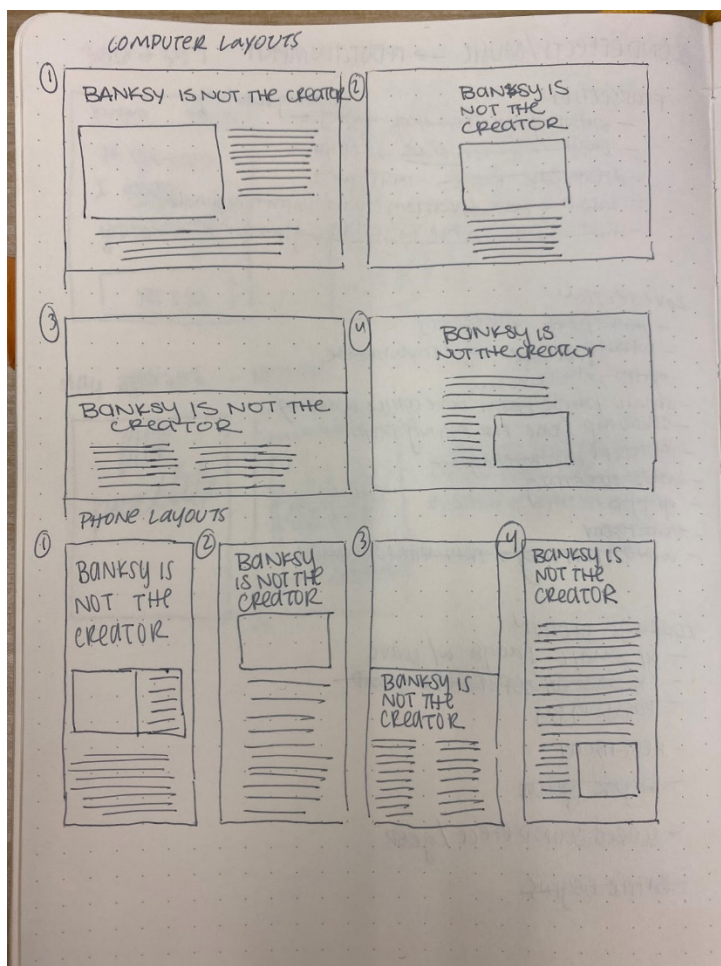 COMPUTER LAYOUTS
1
BANKSY IS NOT THE CREATOR
2
BANKSY IS
NOT THE
CREATOR
3
BANKSY IS NOT THE
CREATOR
4
BANKSY IS
NOT THE CREATOR
PHONE LAYOUTS
1
BANKSY IS
NOT THE
CREATOR
2
BANKSY
IS NOT THE
CREATOR
3
BANKSY IS
NOT THE
CREATOR
4
BANKSY IS
NOT THE
CREATOR